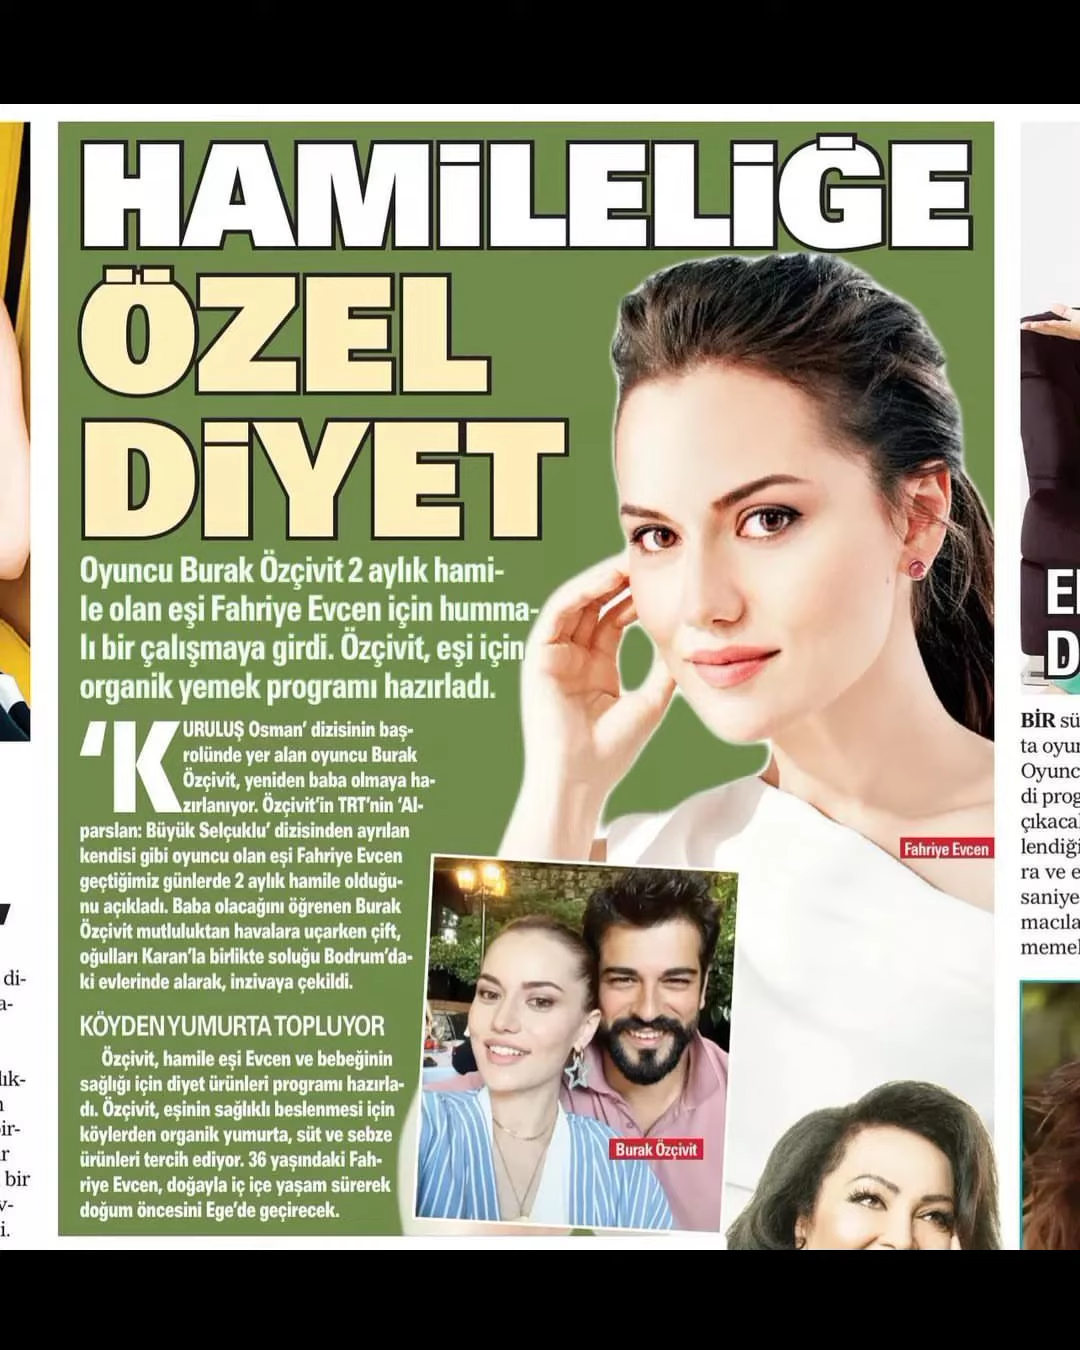 HAMİLELİĞE
ÖZEL
DİYET
Oyuncu Burak Özçivit 2 aylık hami-
le olan eşi Fahriye Evcen için humma-
lı bir çalışmaya girdi. Özçivit, eşi için
organik yemek programı hazırladı.
'KURULUŞ Osman' dizisinin baş-
rolünde yer alan oyuncu Burak
Özçivit, yeniden baba olmaya ha-
zırlanıyor. Özçivit'in TRT'nin 'Al-
parslan: Büyük Selçuklu' dizisinden ayrılan
kendisi gibi oyuncu olan eşi Fahriye Evcen
geçtiğimiz günlerde 2 aylık hamile olduğu-
nu açıkladı. Baba olacağını öğrenen Burak
Özçivit mutluluktan havalara uçarken çift,
oğulları Karan'la birlikte soluğu Bodrum'da-
ki evlerinde alarak, inzivaya çekildi.
KÖYDEN YUMURTA TOPLUYOR
Özçivit, hamile eşi Evcen ve bebeğinin
sağlığı için diyet ürünleri programı hazırla-
dı. Özçivit, eşinin sağlıklı beslenmesi için
köylerden organik yumurta, süt ve sebze
ürünleri tercih ediyor. 36 yaşındaki Fah-
riye Evcen, doğayla iç içe yaşam sürerek
doğum öncesini Ege'de geçirecek.
Fahriye Evcen
Burak Özçivit
BİR sü
ta oyun
Oyunc
di prog
çıkacal
lendiği
ra ve e
saniye
macıla
memel
di-
a-
lık-
ir-
r
bir
v-
i.